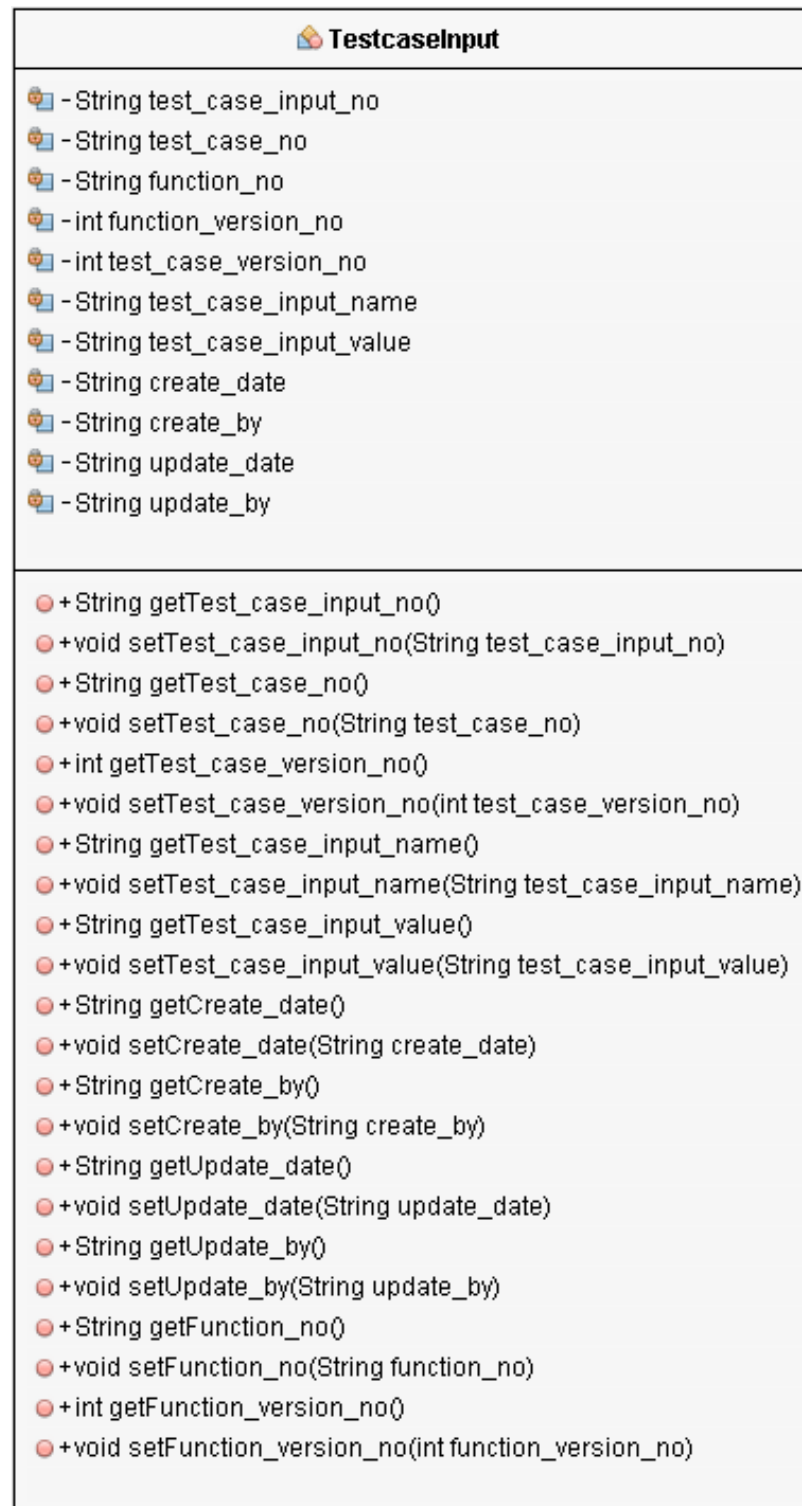 TestcaseInput
-String test_case_input_no
-String test_case_no
-String function_no
-int function_version_no
-int test_case_version_no
-String test_case_input_name
-String test_case_input_value
-String create_date
-String create_by
-String update_date
-String update_by
+String getTest_case_input_no()
+void setTest_case_input_no(String test_case_input_no)
+String getTest_case_no()
+void setTest_case_no(String test_case_no)
+int getTest_case_version_no()
+void setTest_case_version_no(int test_case_version_no)
+String getTest_case_input_name()
+void setTest_case_input_name(String test_case_input_name)
+String getTest_case_input_value()
+void setTest_case_input_value(String test_case_input_value)
+String getCreate_date()
+void setCreate_date(String create_date)
+String getCreate_by()
+void setCreate_by(String create_by)
+String getUpdate_date()
+void setUpdate_date(String update_date)
+String getUpdate_by()
+void setUpdate_by(String update_by)
+String getFunction_no()
+void setFunction_no(String function_no)
+int getFunction_version_no()
+void setFunction_version_no(int function_version_no)